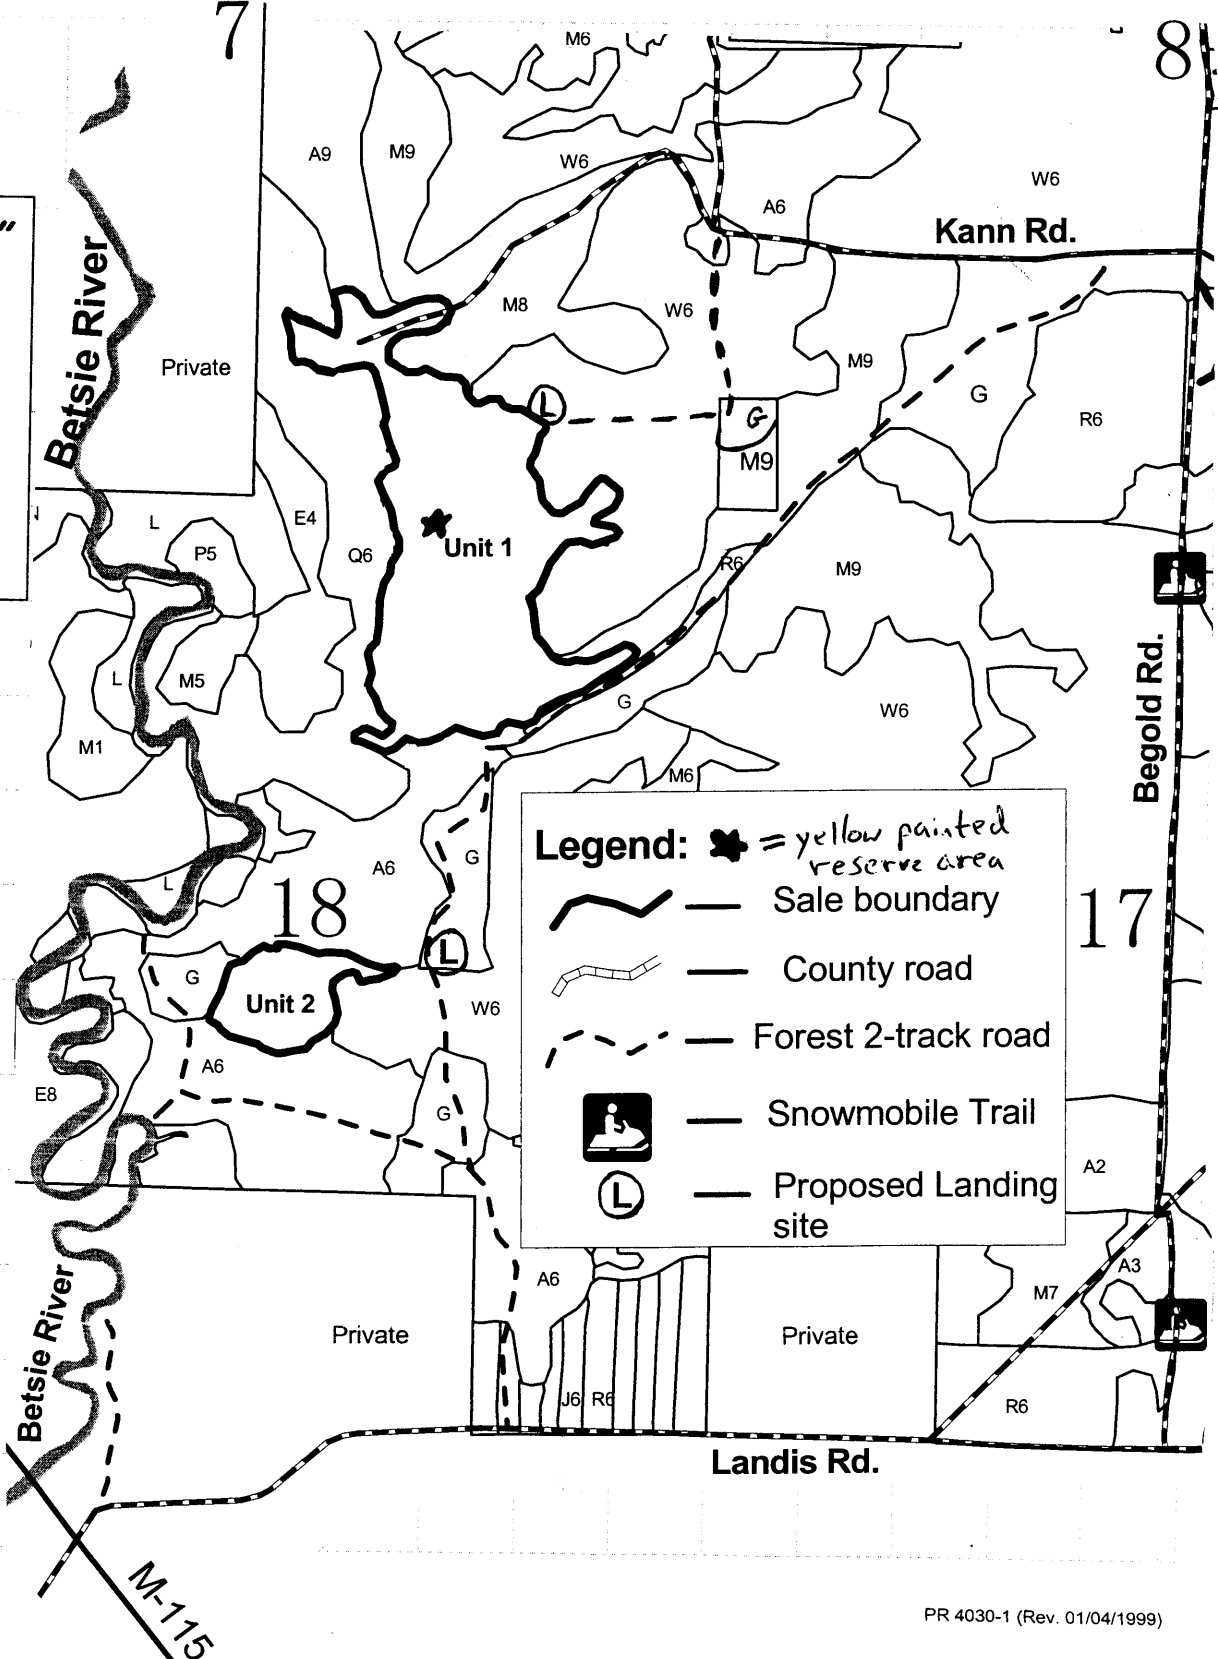 7
8
M6
A9
M9
W6
W6
A6
Kann Rd.
"
Betsie River
M8
W6
Private
M9
G
R6
L
G
M9
L
E4
P5
Q6
Unit 1
R6
M9
L
M5
G
Begold Rd.
W6
M1
M6
Legend: = yellow painted
reserve area
A6
G
L
18
Sale boundary
17
L
G
County road
Unit 2
W6
Forest 2-track road
A6
E8
G
Snowmobile Trail
A2
L
Proposed Landing
site
A6
A3
M7
Betsie River
Private
Private
J6
R6
R6
Landis Rd.
M-115
PR 4030-1 (Rev. 01/04/1999)